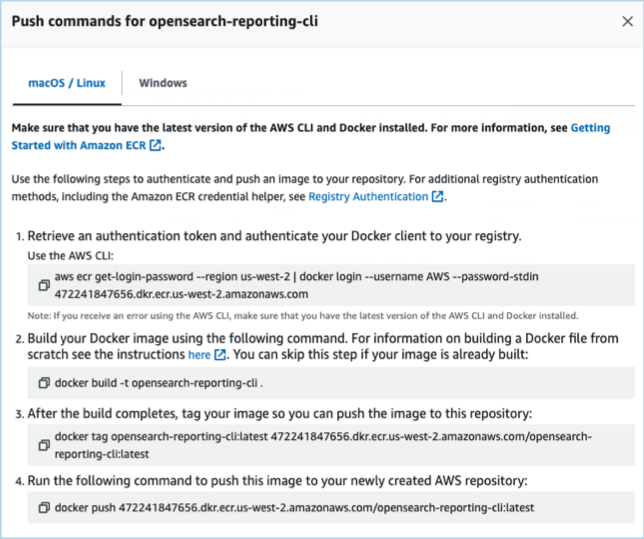 Push commands for opensearch-reporting-cli
macOS / Linux
Windows
Make sure that you have the latest version of the AWS CLI and Docker installed. For more information, see Getting
Started with Amazon ECR.
Use the following steps to authenticate and push an image to your repository. For additional registry authentication
methods, including the Amazon ECR credential helper, see Registry Authentication.
1. Retrieve an authentication token and authenticate your Docker client to your registry.
Use the AWS CLI:
aws ecr get-login-password --region us-west-2 | docker login --username AWS --password-stdin
472241847656.dkr.ecr.us-west-2.amazonaws.com
Note: If you receive an error using the AWS CLI, make sure that you have the latest version of the AWS CLI and Docker installed.
2. Build your Docker image using the following command. For information on building a Docker file from
scratch see the instructions here. You can skip this step if your image is already built:
docker build -t opensearch-reporting-cli .
3. After the build completes, tag your image so you can push the image to this repository:
docker tag opensearch-reporting-cli:latest 472241847656.dkr.ecr.us-west-2.amazonaws.com/opensearch-
reporting-cli:latest
4. Run the following command to push this image to your newly created AWS repository:
docker push 472241847656.dkr.ecr.us-west-2.amazonaws.com/opensearch-reporting-cli:latest